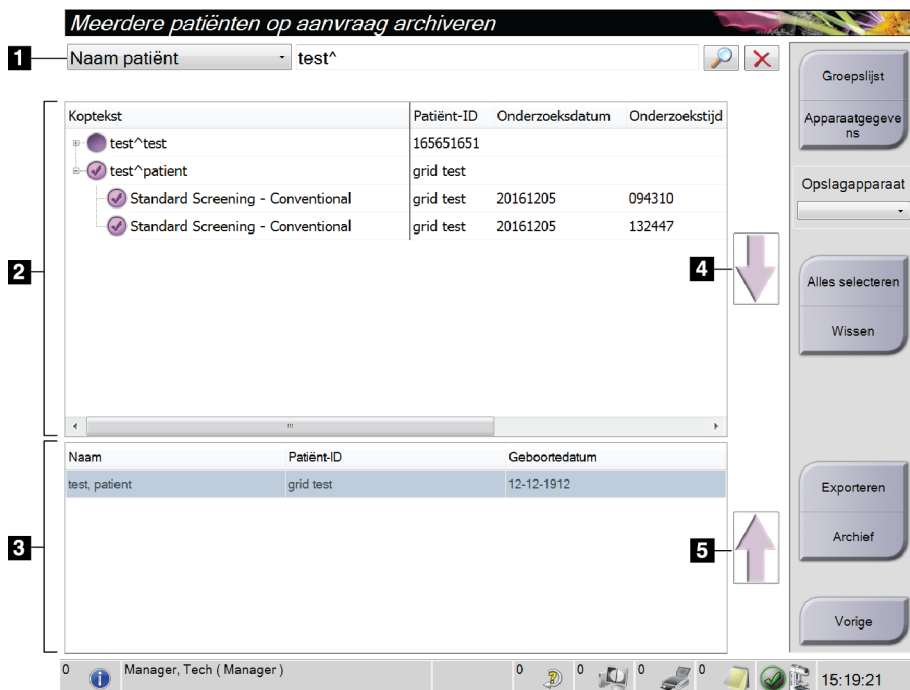 Meerdere patiënten op aanvraag archiveren
1
Naam patiënt test^
Groepslijst
Apparaatgegeve
ns
Opslagapparaat
2
Koptekst Patiënt-ID Onderzoeksdatum Onderzoekstijd
test^test 165651651
test^patient grid test
Standard Screening - Conventional grid test 20161205 094310
Standard Screening - Conventional grid test 20161205 132447
4
Alles selecteren
Wissen
3
Naam Patiënt-ID Geboortedatum
test, patient grid test 12-12-1912
5
Exporteren
Archief
Vorige
0 Manager, Tech ( Manager ) 0 0 0 0 15:19:21